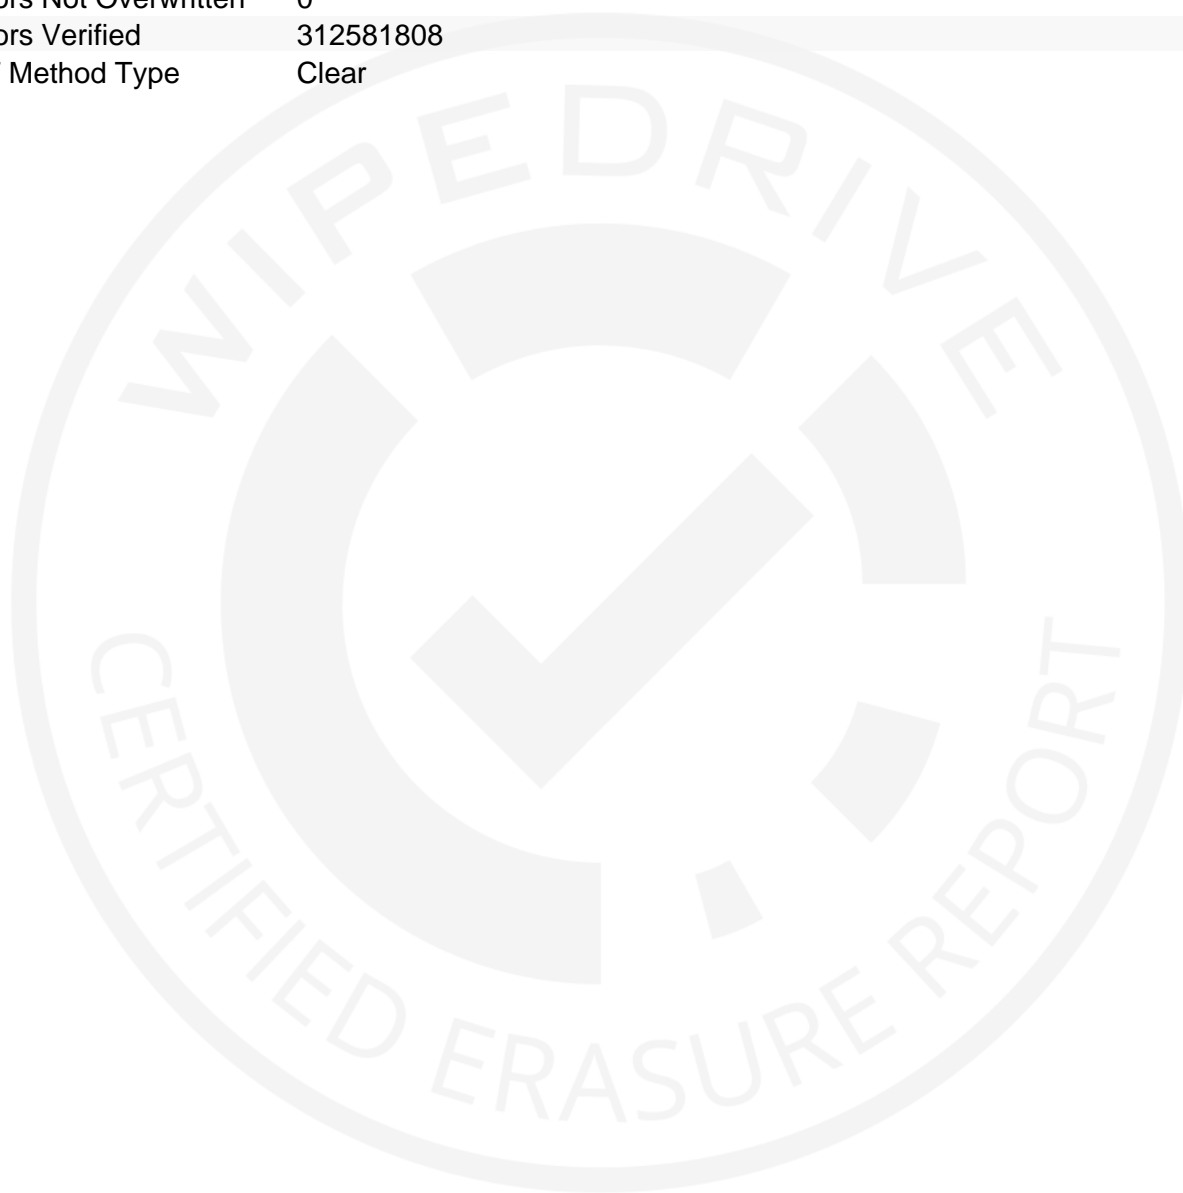 ors Not Overwritten 0
ors Verified 312581808
Method Type Clear
WIPEDRIVE
CERTIFIED ERASURE REPORT